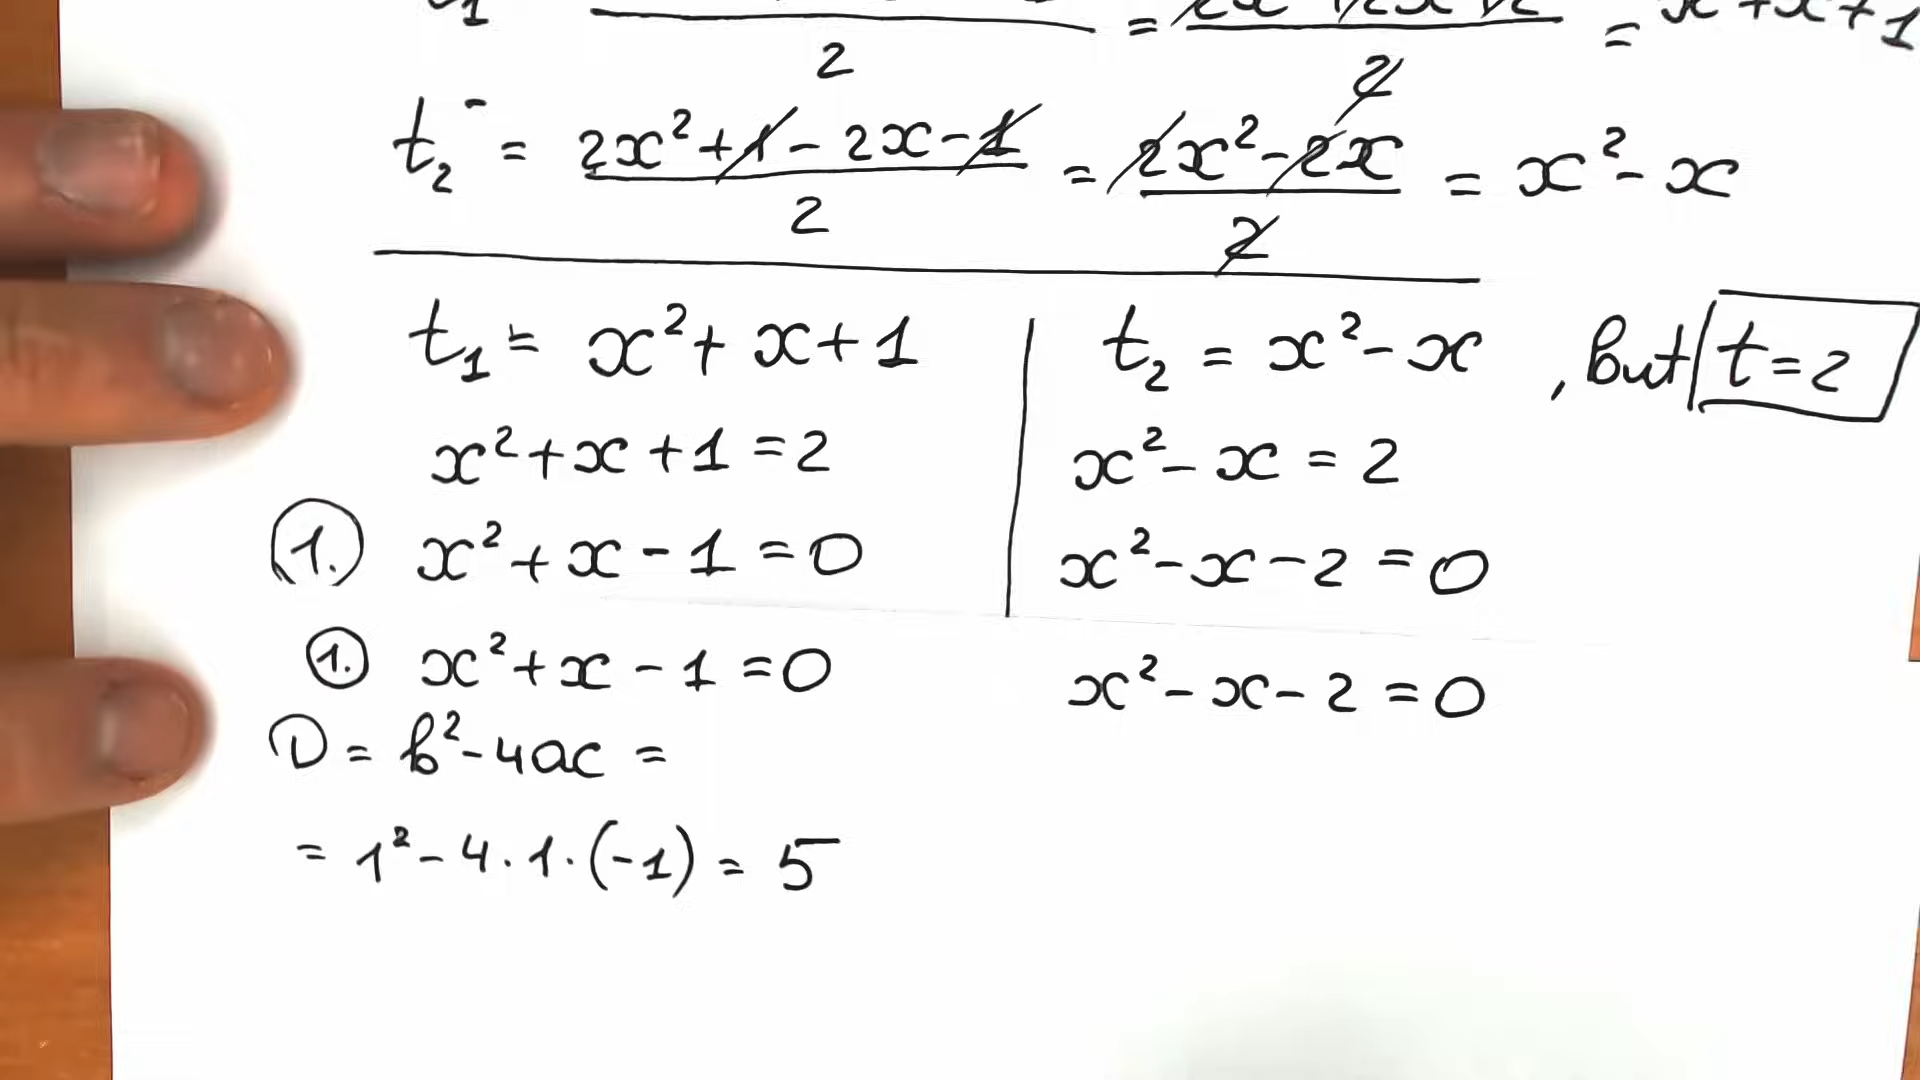 2
= x + x + 1
2
t₂ = 2x² + 1 - 2x - 1 / 2 = 2x² - 2x / 2 = x² - x
t₁ = x² + x + 1
t₂ = x² - x , but t = 2
x² + x + 1 = 2
x² - x = 2
1. x² + x - 1 = 0
x² - x - 2 = 0
1. x² + x - 1 = 0
x² - x - 2 = 0
D = b² - 4ac =
= 1² - 4 · 1 · (-1) = 5